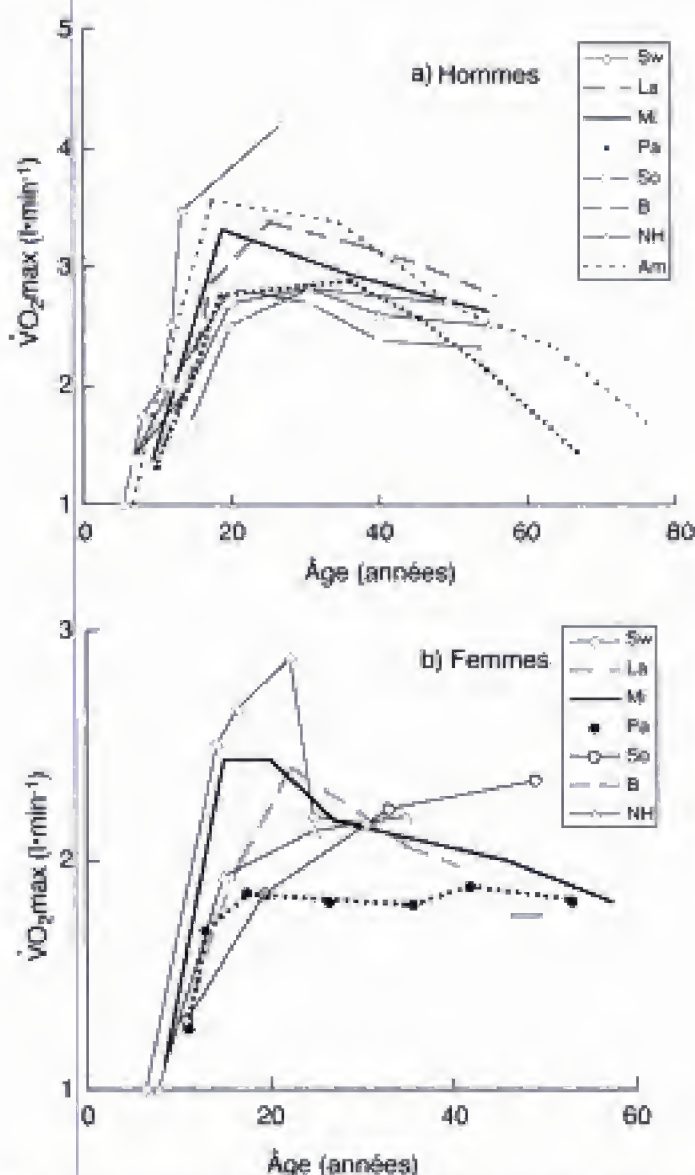 a) Hommes
Sw
La
Mi
Pa
So
B
NH
Am
V̇O₂max (l·min⁻¹)
5
4
3
2
1
0 20 40 60 80
Âge (années)
b) Femmes
Sw
La
Mi
Pa
So
B
NH
V̇O₂max (l·min⁻¹)
3
2
1
0 20 40 60
Âge (années)